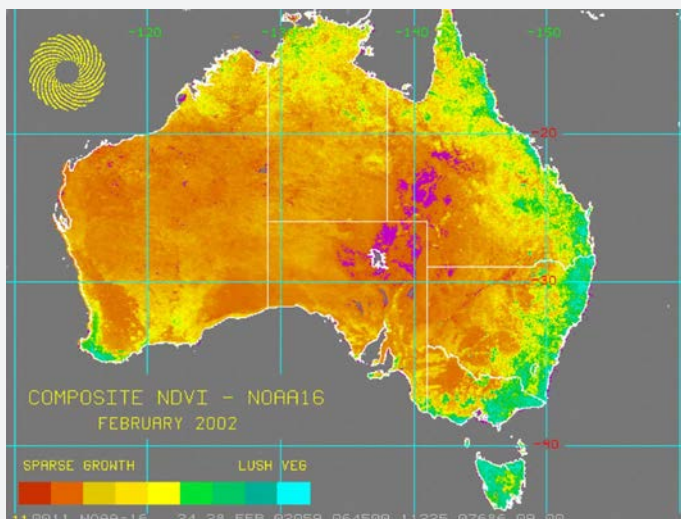 -120 -130 -140 -150
-20
-30
-40
COMPOSITE NDVI - NOAA16
FEBRUARY 2002
SPARSE GROWTH LUSH VEG